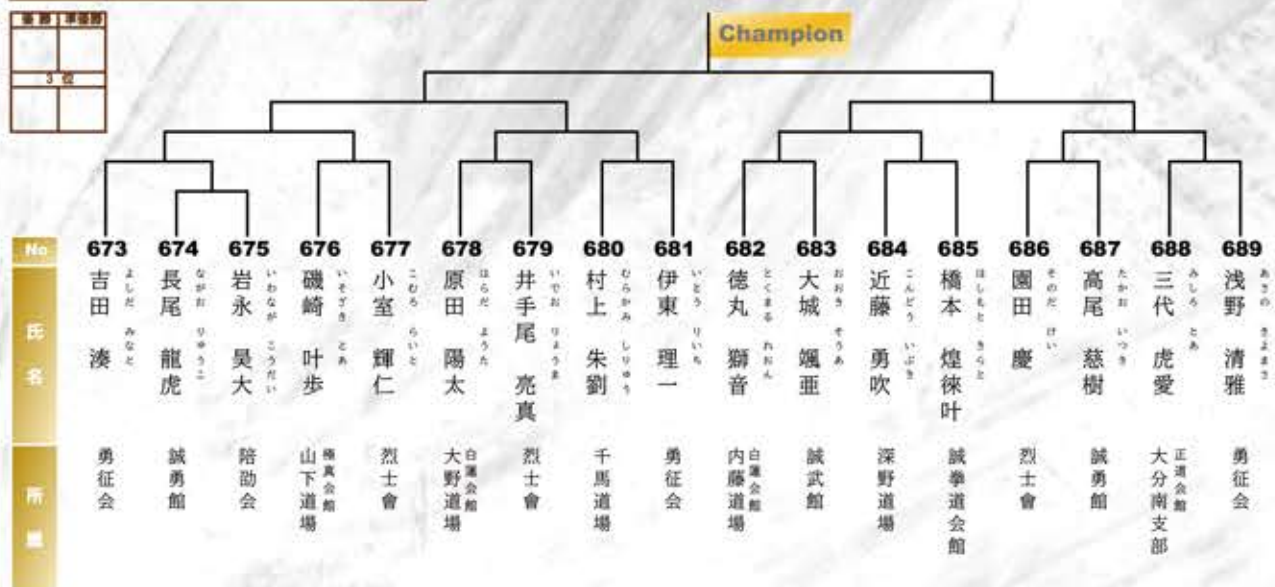 優勝 準優勝
3 位
Champion
No
673 674 675 676 677 678 679 680 681 682 683 684 685 686 687 688 689
氏名
吉田 湊
よしだ みなと
長尾 龍虎
ながお りゅうこ
岩永 昊大
いわなが こうだい
磯崎 叶歩
いそざき とあ
小室 輝仁
こむろ らいと
原田 陽太
はらだ ようた
井手尾 亮真
いでお りょうま
村上 朱劉
むらかみ しりゅう
伊東 理一
いとう りいち
徳丸 獅音
とくまる れおん
大城 颯亜
おおき そうあ
近藤 勇吹
こんどう いぶき
橋本 煌徠叶
はしもと きらと
園田 慶
そのだ けい
高尾 慈樹
たかお いつき
三代 虎愛
みしろ とあ
浅野 清雅
あさの きよまさ
所属
勇征会
誠勇館
陪劭会
極真会館
山下道場
烈士會
白蓮会館
大野道場
烈士會
千馬道場
勇征会
白蓮会館
内藤道場
誠武館
深野道場
誠拳道会館
烈士會
誠勇館
正道会館
大分南支部
勇征会